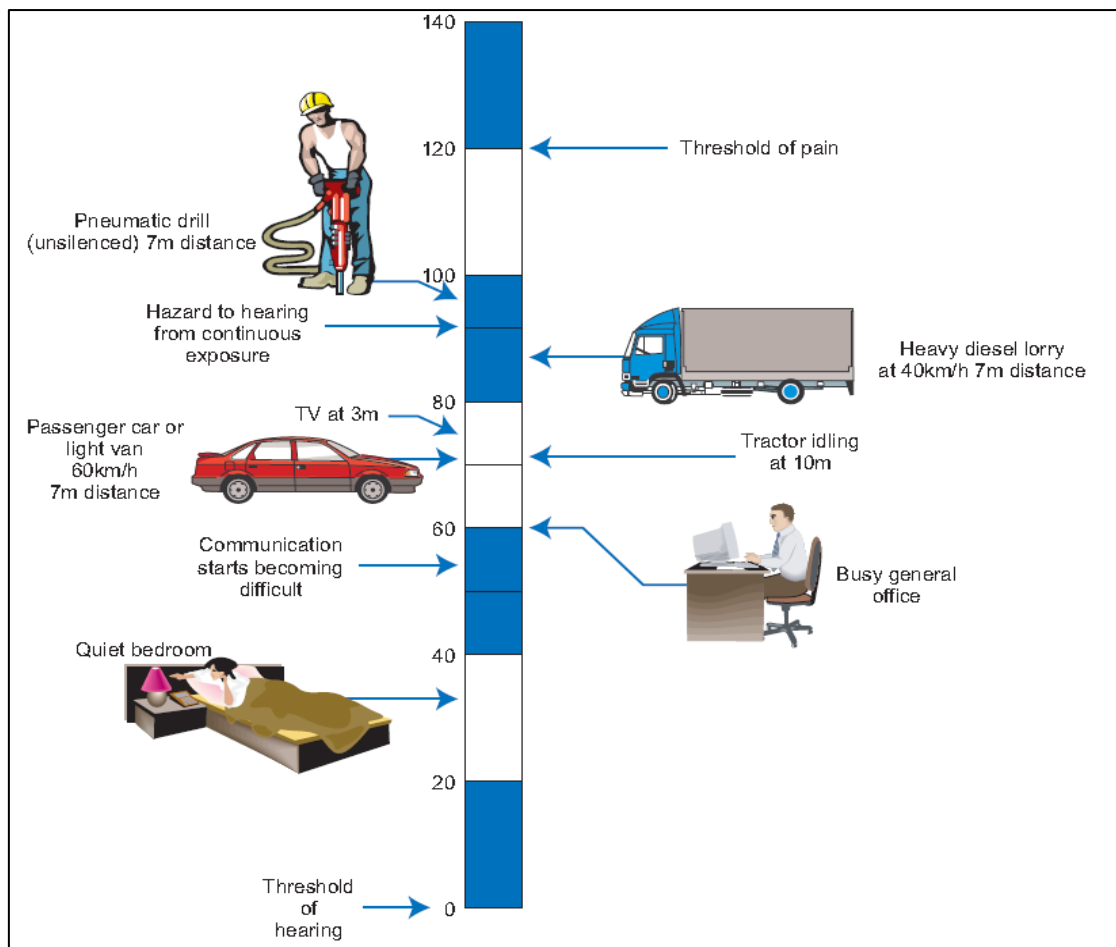 140
120
Threshold of pain
Pneumatic drill
(unsilenced) 7m distance
100
Hazard to hearing
from continuous
exposure
Heavy diesel lorry
at 40km/h 7m distance
80
TV at 3m
Passenger car or
light van
60km/h
7m distance
Tractor idling
at 10m
60
Communication
starts becoming
difficult
Busy general
office
40
Quiet bedroom
20
Threshold
of
hearing
0